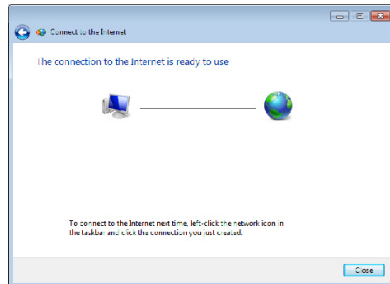 Connect to the Internet
The connection to the Internet is ready to use
To connect to the Internet next time, left-click the network icon in
the taskbar and click the connection you just created.
Close